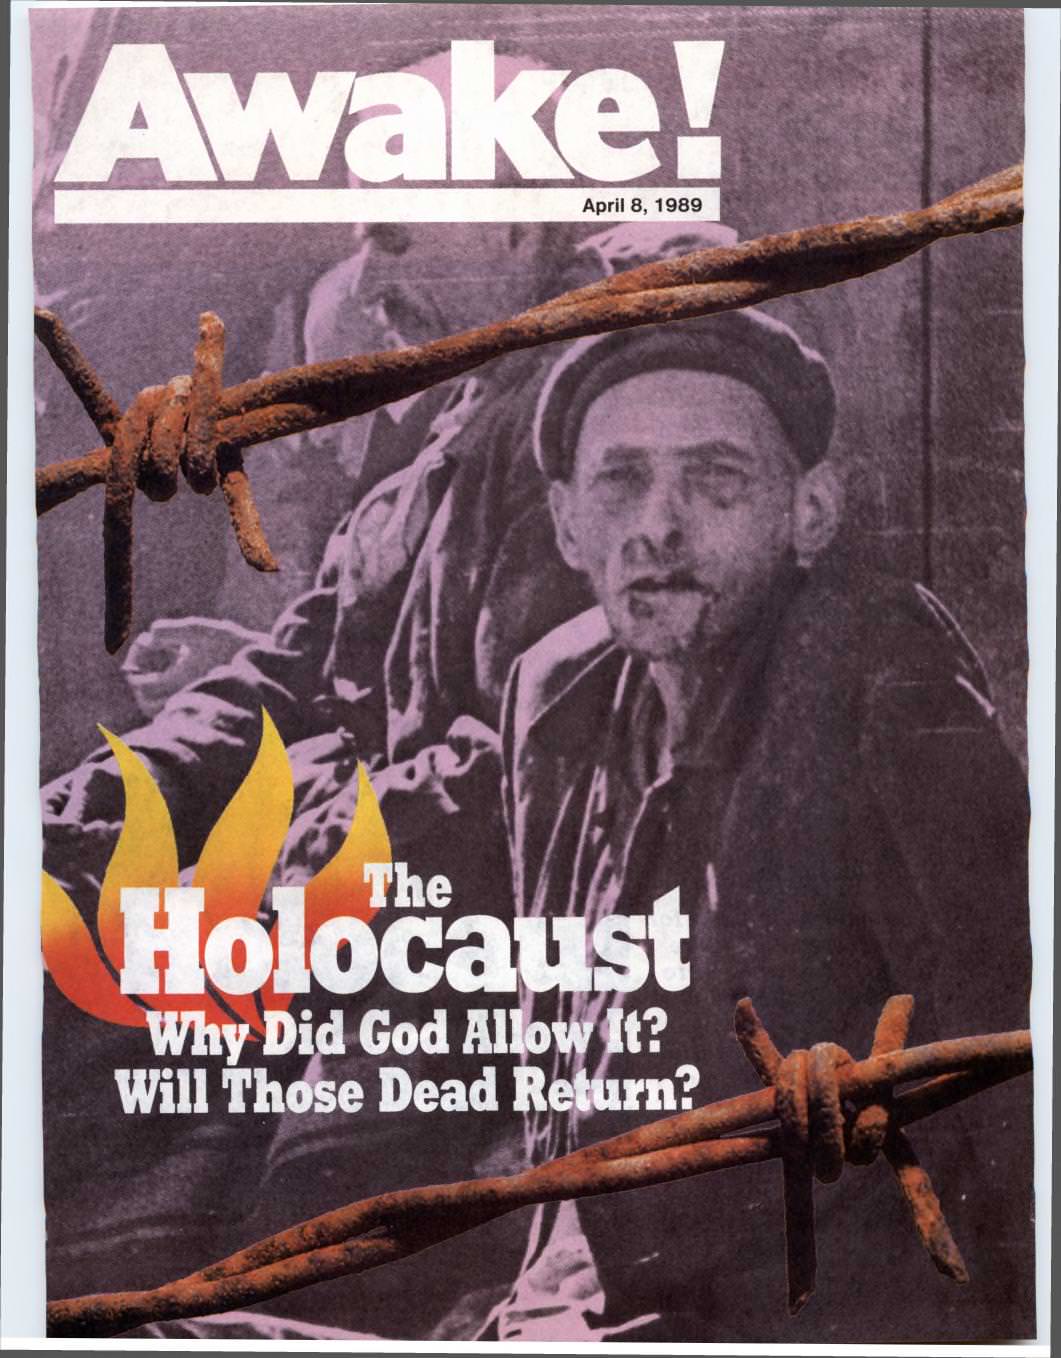 Awake!
April 8, 1989
The
Holocaust
Why Did God Allow It?
Will Those Dead Return?